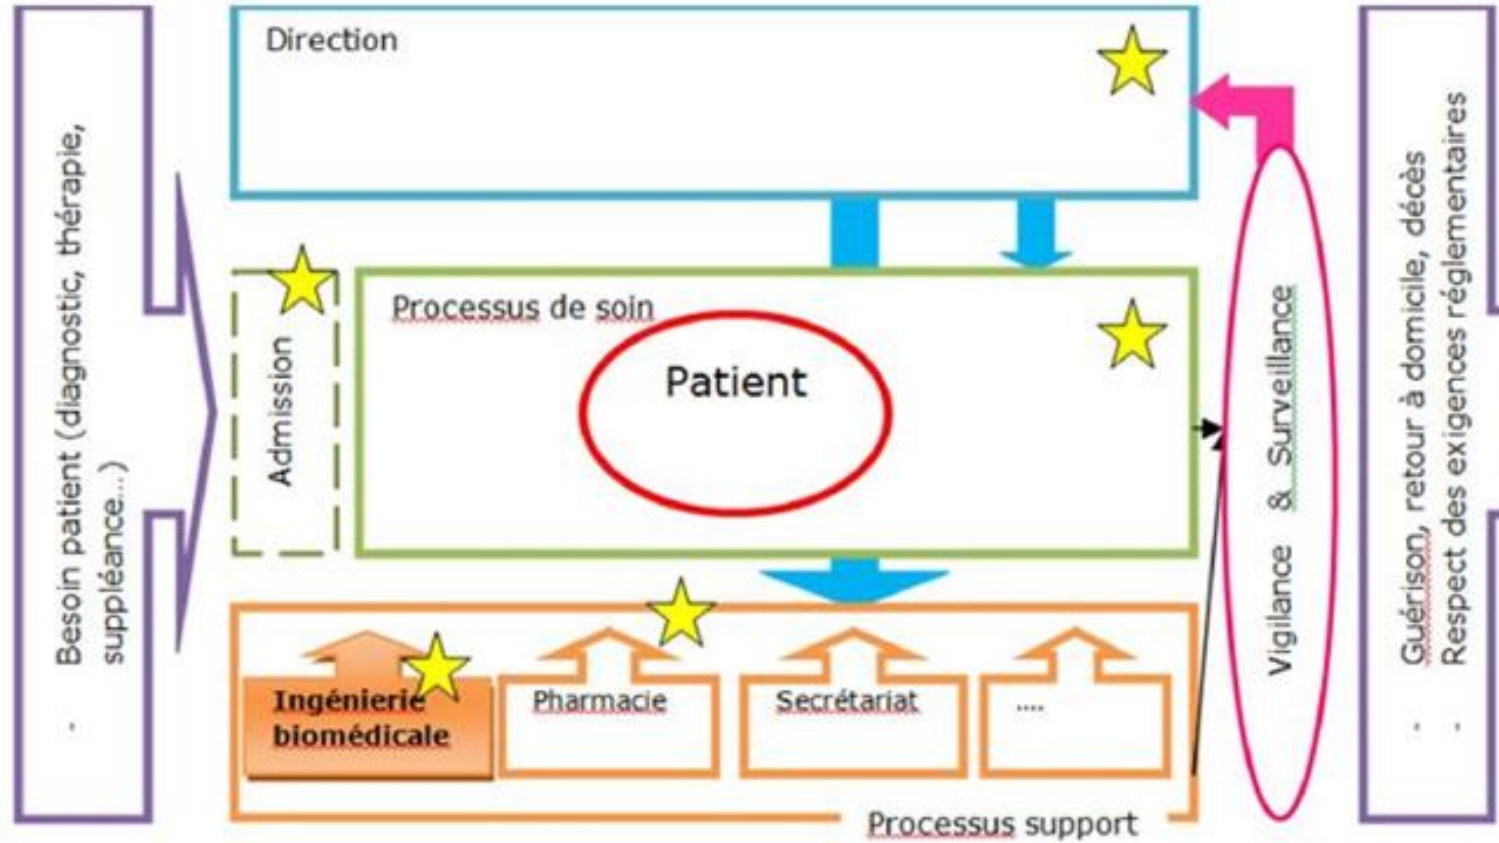 - Besoin patient (diagnostic, thérapie,
suppléance...)
Direction
Admission
Processus de soin
Patient
Ingénierie
biomédicale
Pharmacie
Secrétariat
....
Processus support
Vigilance & Surveillance
- Guérison, retour à domicile, décès
- Respect des exigences réglementaires